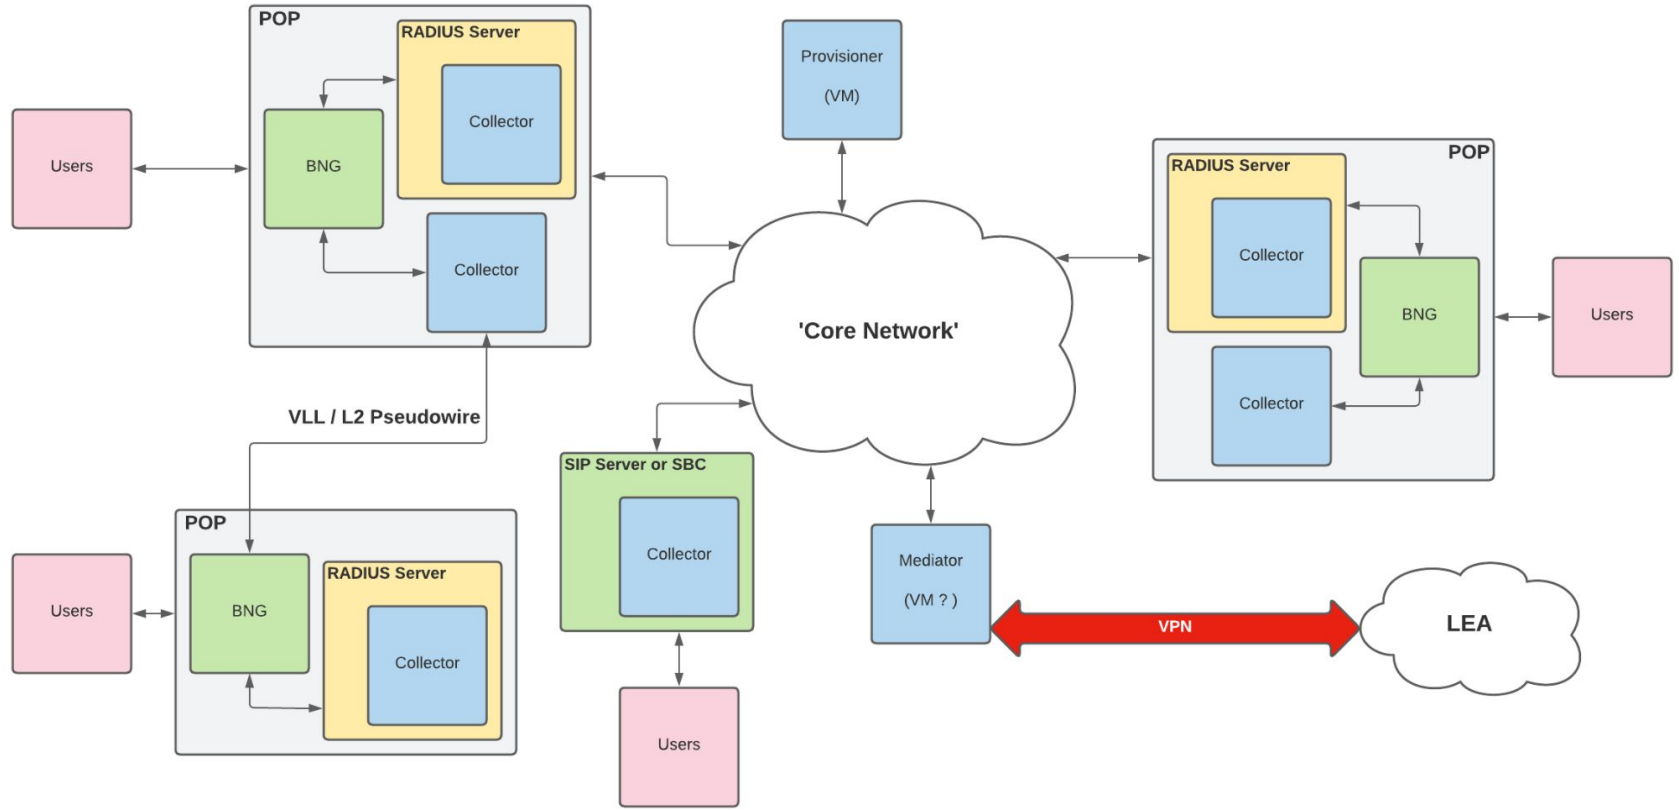 POP
RADIUS Server
Collector
BNG
Collector
Users
Provisioner
(VM)
POP
RADIUS Server
Collector
BNG
Collector
Users
'Core Network'
VLL / L2 Pseudowire
POP
RADIUS Server
Collector
BNG
Users
SIP Server or SBC
Collector
Users
Mediator
(VM ? )
VPN
LEA